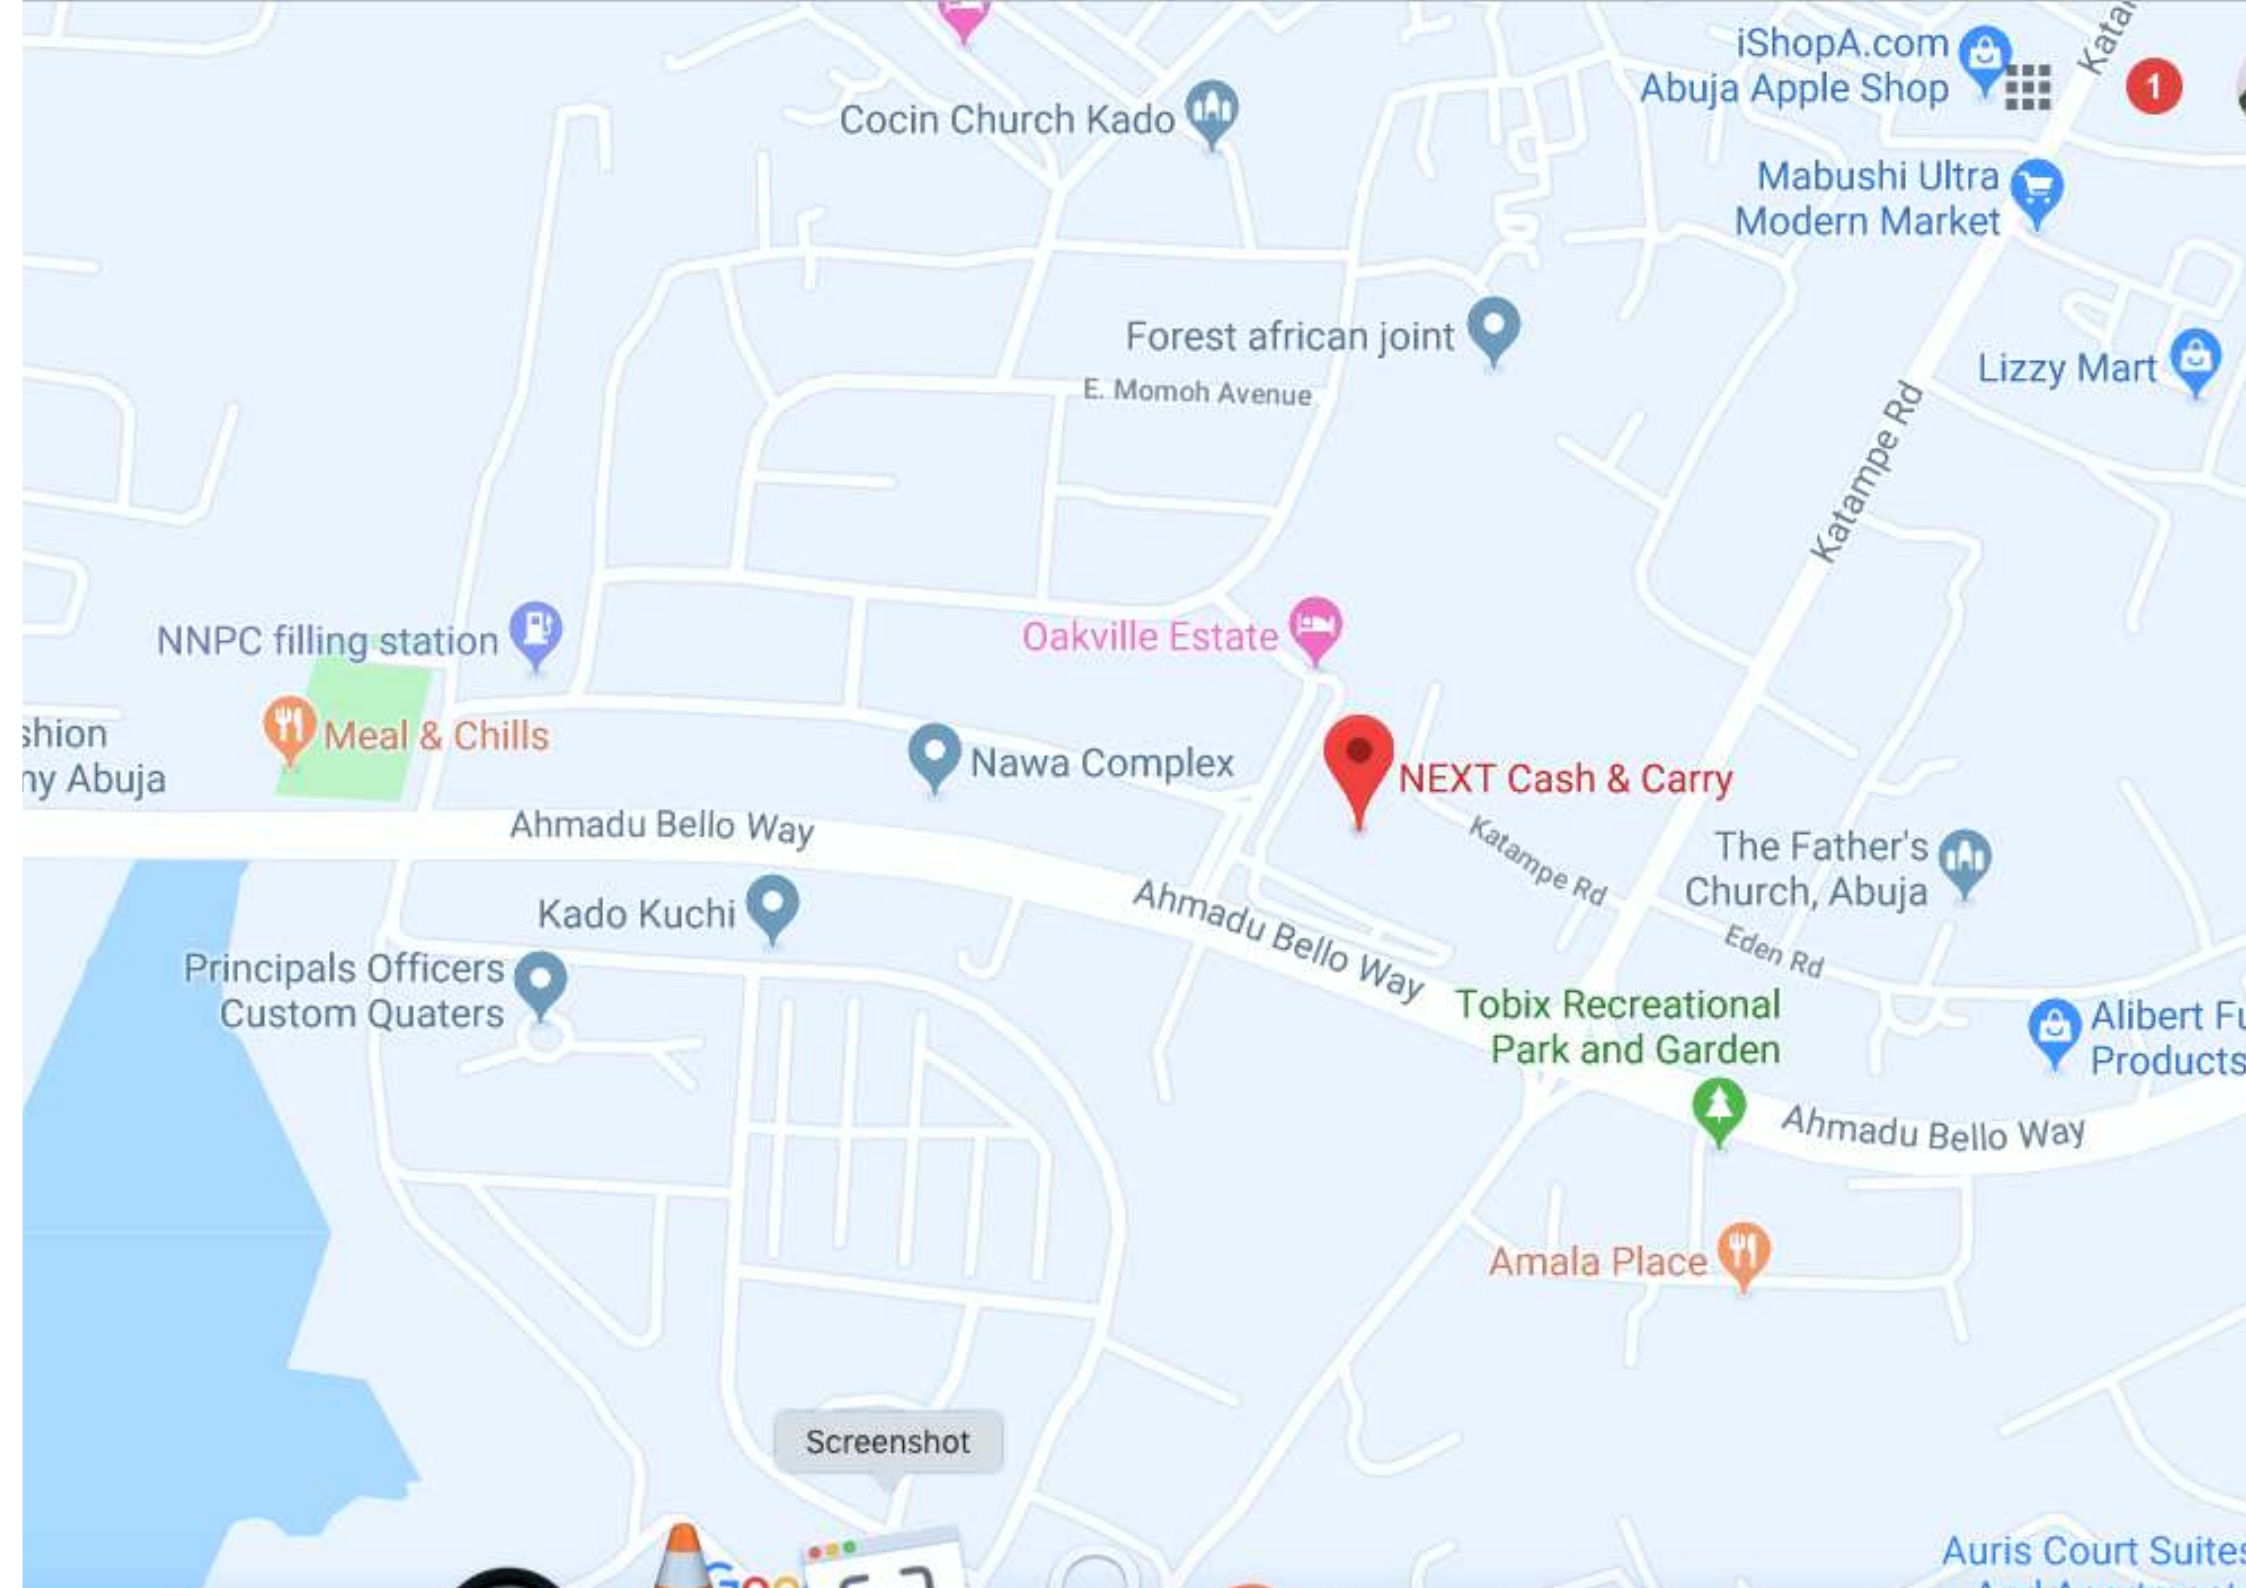 Kata
iShopA.com
Abuja Apple Shop
1
Cocin Church Kado
Mabushi Ultra
Modern Market
Forest african joint
Lizzy Mart
E. Momoh Avenue
Katampe Rd
NNPC filling station
Oakville Estate
shion
ny Abuja
Meal & Chills
Nawa Complex
NEXT Cash & Carry
Ahmadu Bello Way
Katampe Rd
The Father's
Church, Abuja
Kado Kuchi
Ahmadu Bello Way
Eden Rd
Principals Officers
Custom Quaters
Tobix Recreational
Park and Garden
Alibert Fu
Products
Ahmadu Bello Way
Amala Place
Screenshot
Auris Court Suites
Goo